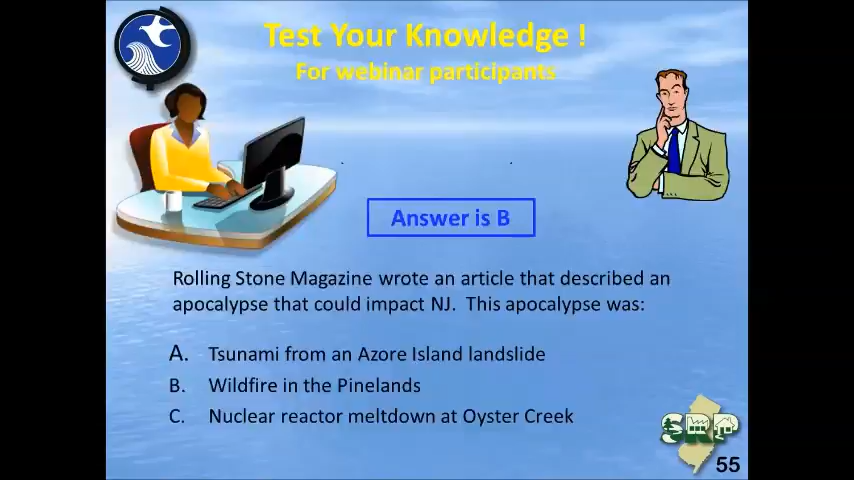 Test Your Knowledge !
For webinar participants
Answer is B
Rolling Stone Magazine wrote an article that described an
apocalypse that could impact NJ. This apocalypse was:
A. Tsunami from an Azore Island landslide
B. Wildfire in the Pinelands
C. Nuclear reactor meltdown at Oyster Creek
SRP
55